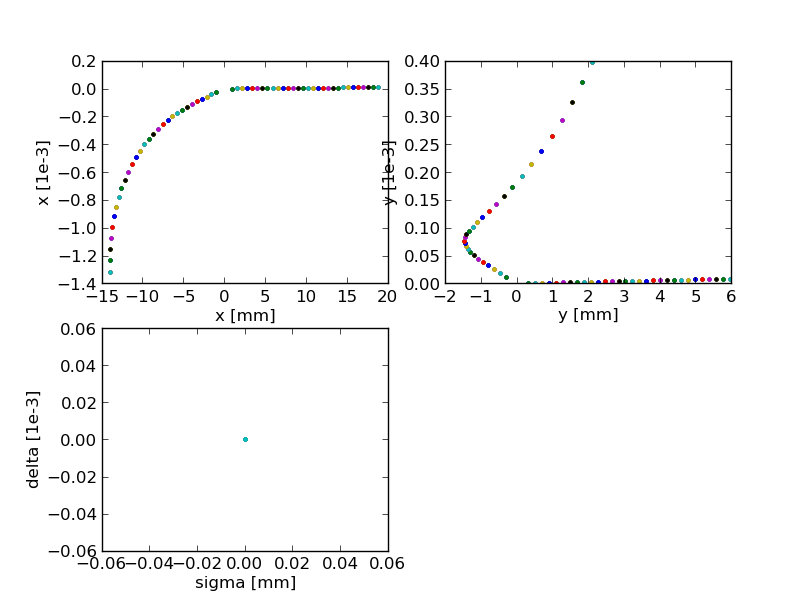 0.2
0.0
−0.2
−0.4
−0.6
−0.8
−1.0
−1.2
−1.4
x [1e-3]
−15 −10 −5 0 5 10 15 20
x [mm]
0.40
0.35
0.30
0.25
0.20
0.15
0.10
0.05
0.00
y [1e-3]
−2 −1 0 1 2 3 4 5 6
y [mm]
0.06
0.04
0.02
0.00
−0.02
−0.04
−0.06
delta [1e-3]
−0.06 −0.04 −0.02 0.00 0.02 0.04 0.06
sigma [mm]